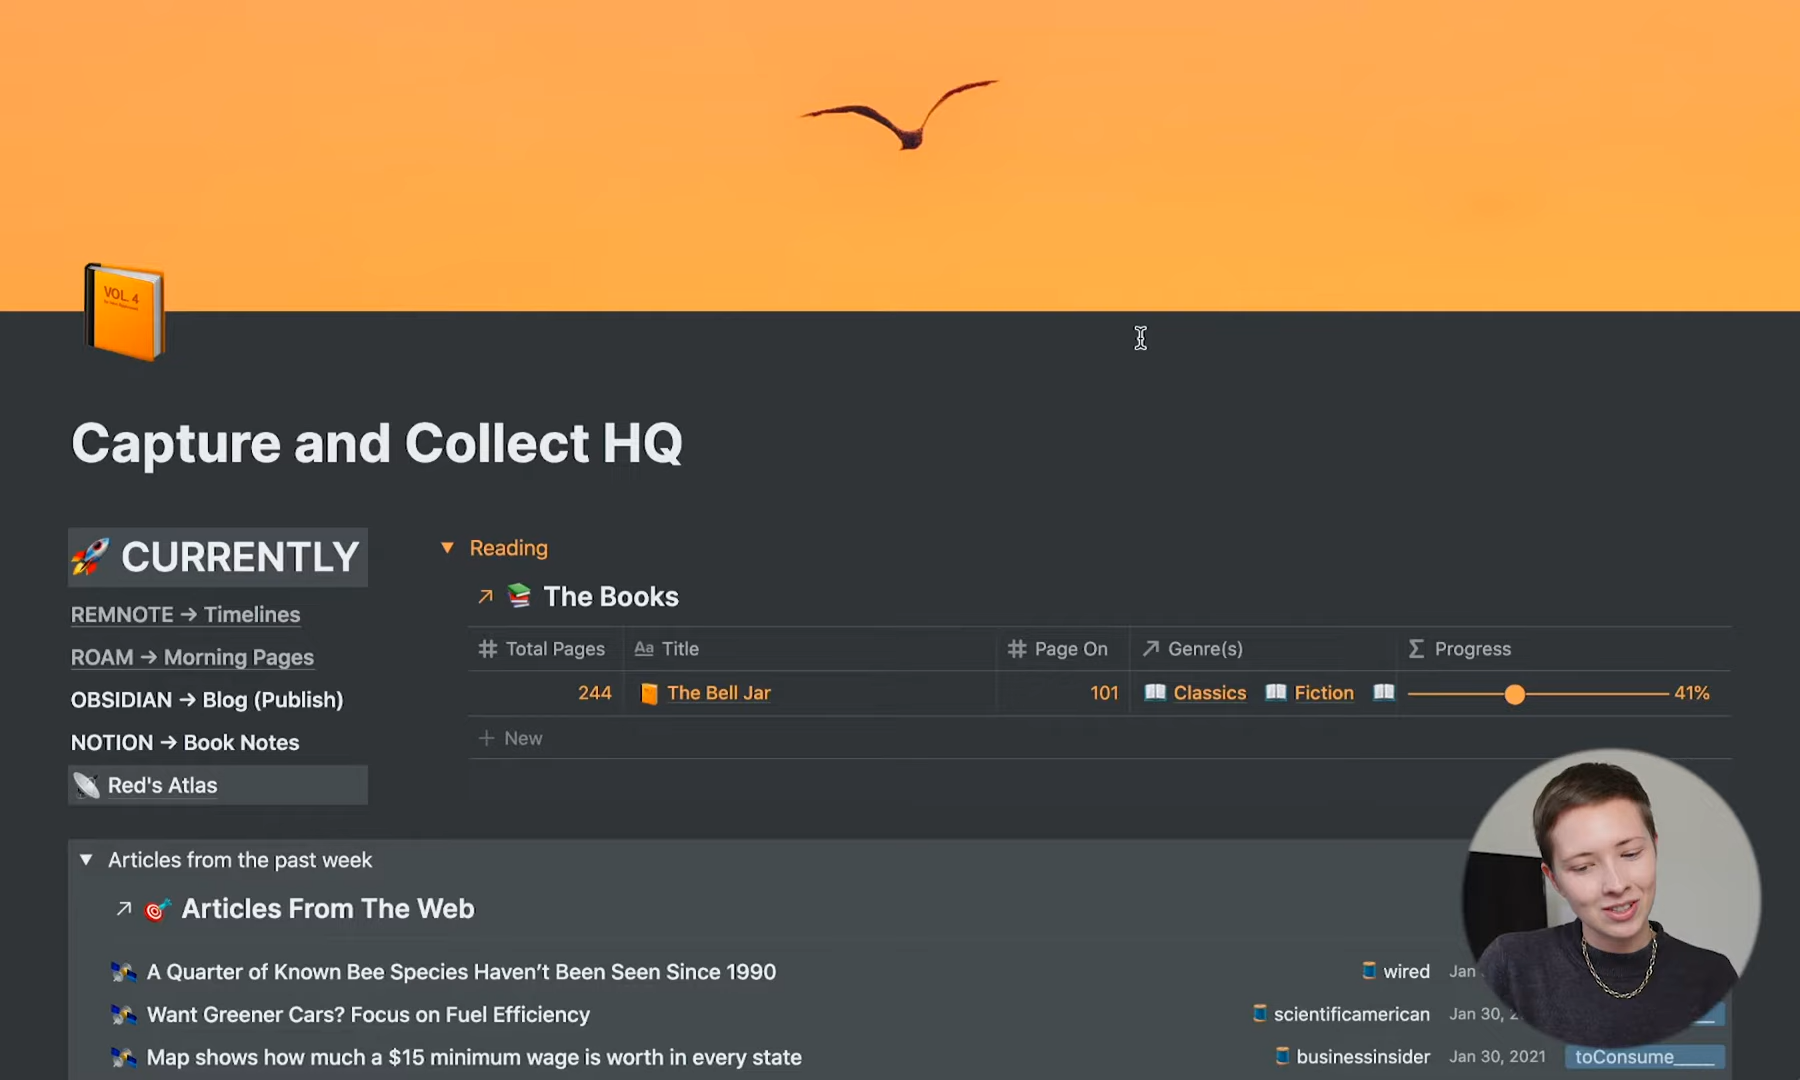 VOL. 4
Capture and Collect HQ
CURRENTLY
REMNOTE → Timelines
ROAM → Morning Pages
OBSIDIAN → Blog (Publish)
NOTION → Book Notes
Red's Atlas
Reading
The Books
Total Pages Aa Title Page On Genre(s) Progress
244 The Bell Jar 101 Classics Fiction 41%
New
Articles from the past week
Articles From The Web
A Quarter of Known Bee Species Haven't Been Seen Since 1990 wired Jan
Want Greener Cars? Focus on Fuel Efficiency scientificamerican Jan 30,
Map shows how much a $15 minimum wage is worth in every state businessinsider Jan 30, 2021 toConsume____